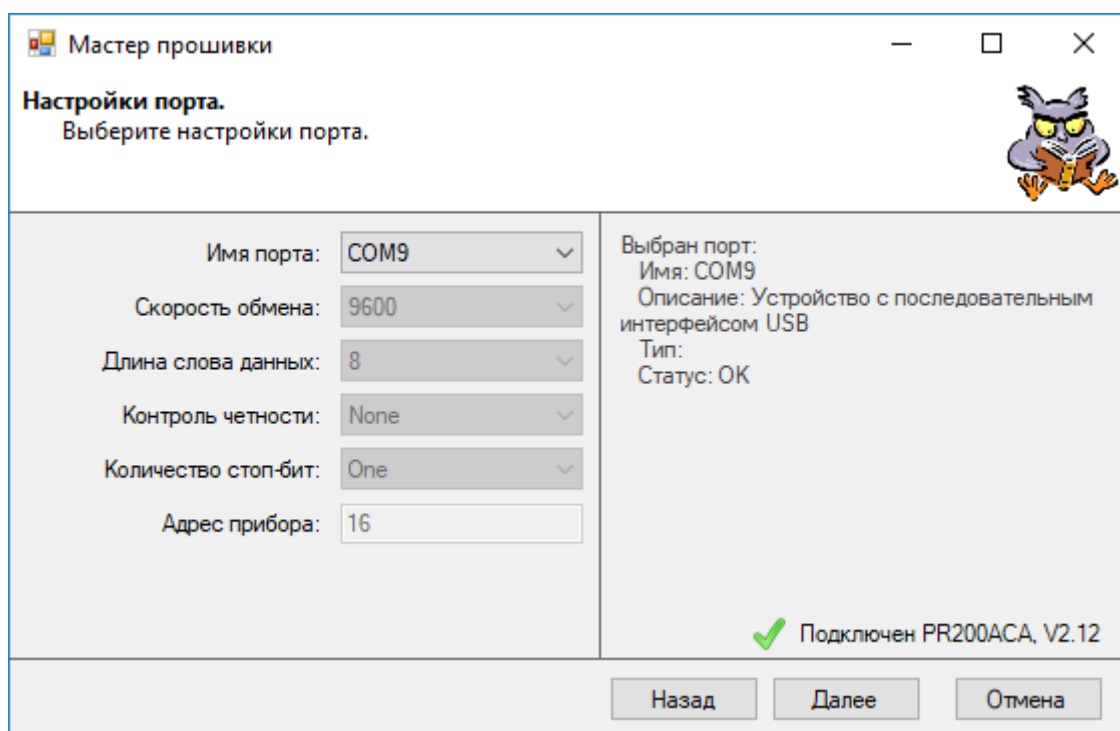 Мастер прошивки
Настройки порта.
Выберите настройки порта.
Имя порта: COM9
Скорость обмена: 9600
Длина слова данных: 8
Контроль четности: None
Количество стоп-бит: One
Адрес прибора: 16
Выбран порт:
Имя: COM9
Описание: Устройство с последовательным
интерфейсом USB
Тип:
Статус: OK
Подключен PR200ACA, V2.12
Назад
Далее
Отмена